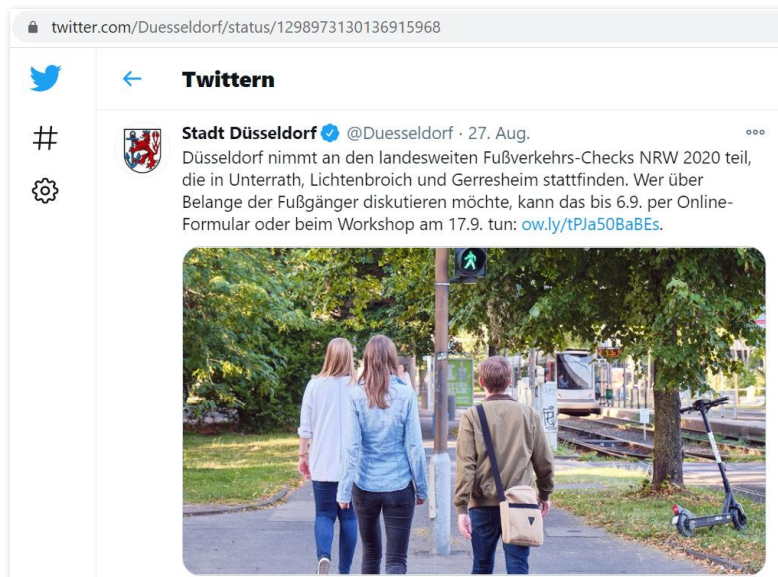 twitter.com/Duesseldorf/status/1298973130136915968
Twittern
Stadt Düsseldorf @Duesseldorf · 27. Aug.
Düsseldorf nimmt an den landesweiten Fußverkehrs-Checks NRW 2020 teil,
die in Unterrath, Lichtenbroich und Gerresheim stattfinden. Wer über
Belange der Fußgänger diskutieren möchte, kann das bis 6.9. per Online-
Formular oder beim Workshop am 17.9. tun: ow.ly/tPJa50BaBEs.